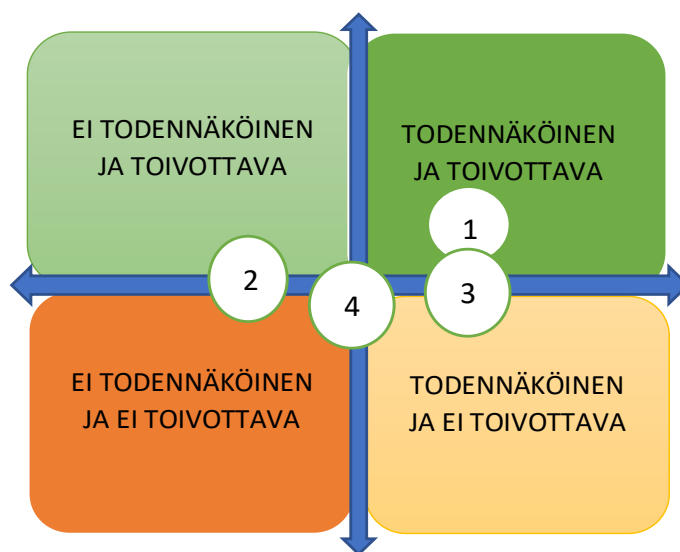 EI TODENNÄKÖINEN
JA TOIVOTTAVA
TODENNÄKÖINEN
JA TOIVOTTAVA
1
2
4
3
EI TODENNÄKÖINEN
JA EI TOIVOTTAVA
TODENNÄKÖINEN
JA EI TOIVOTTAVA